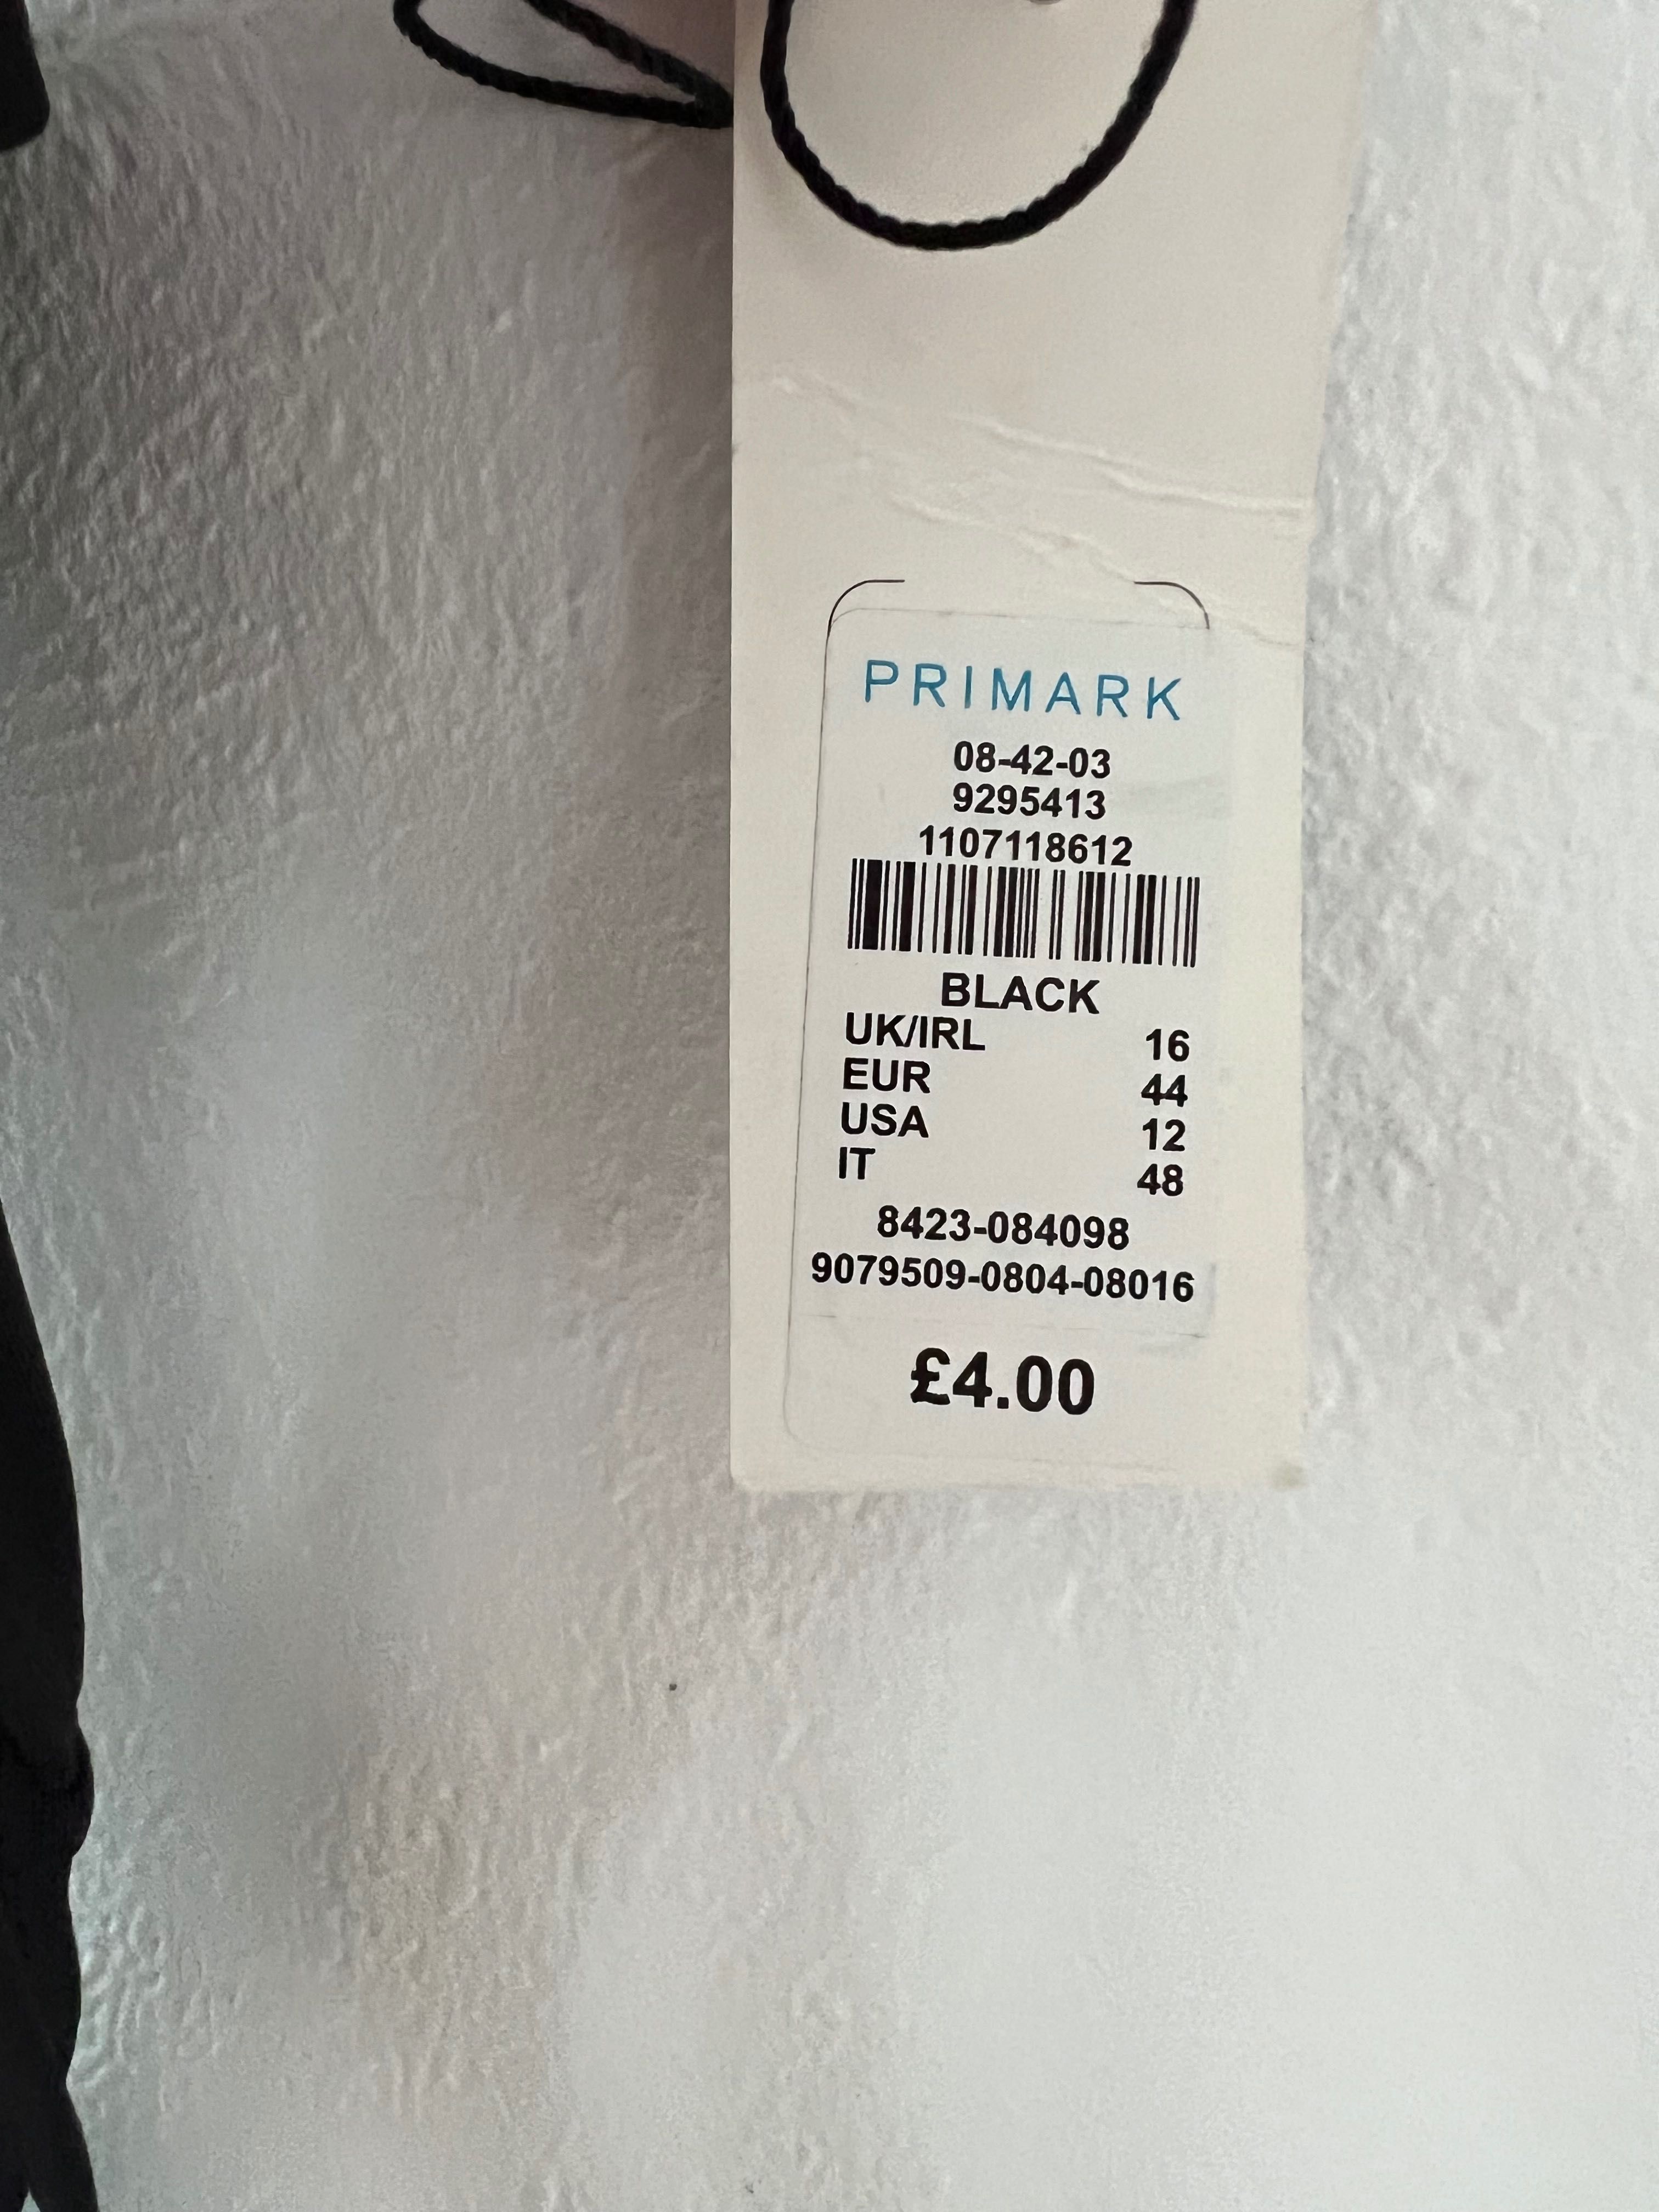 PRIMARK
08-42-03
9295413
1107118612
BLACK
UK/IRL 16
EUR 44
USA 12
IT 48
8423-084098
9079509-0804-08016
£4.00